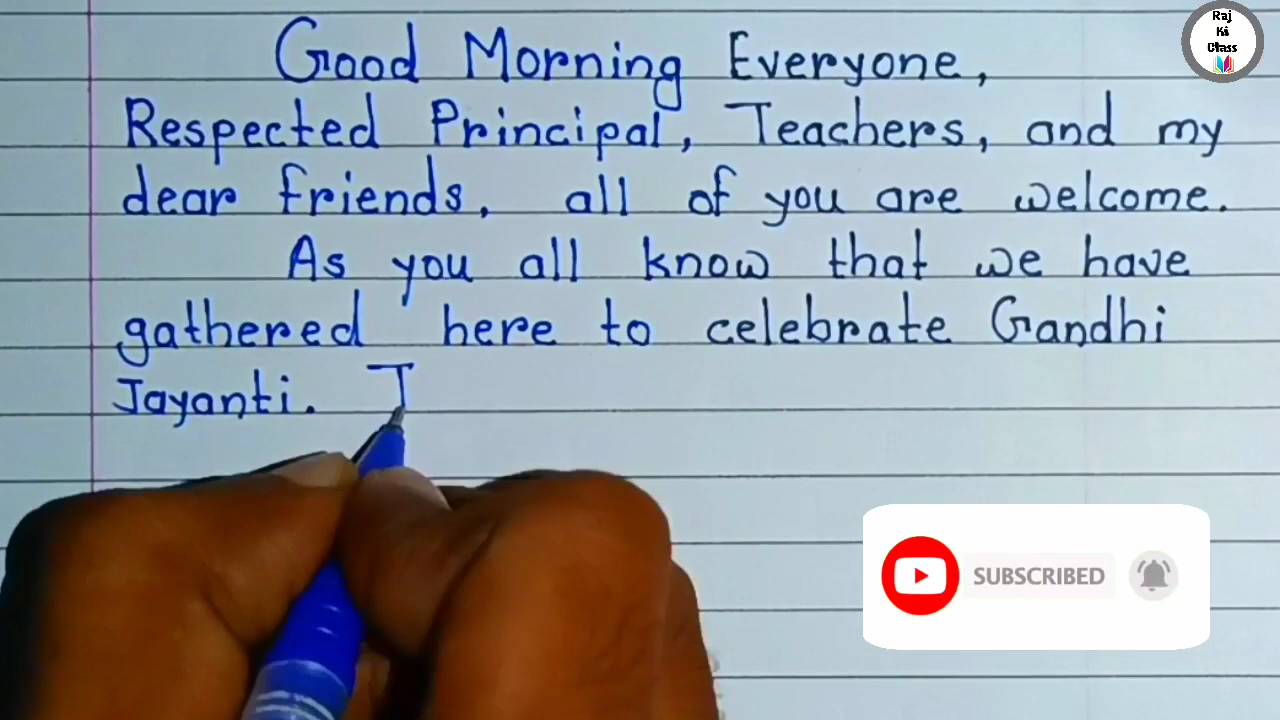 Good Morning Everyone,
Respected Principal, Teachers, and my
dear friends, all of you are welcome.
As you all know that we have
gathered here to celebrate Gandhi
Jayanti. T
Raj
Ki
Class
SUBSCRIBED